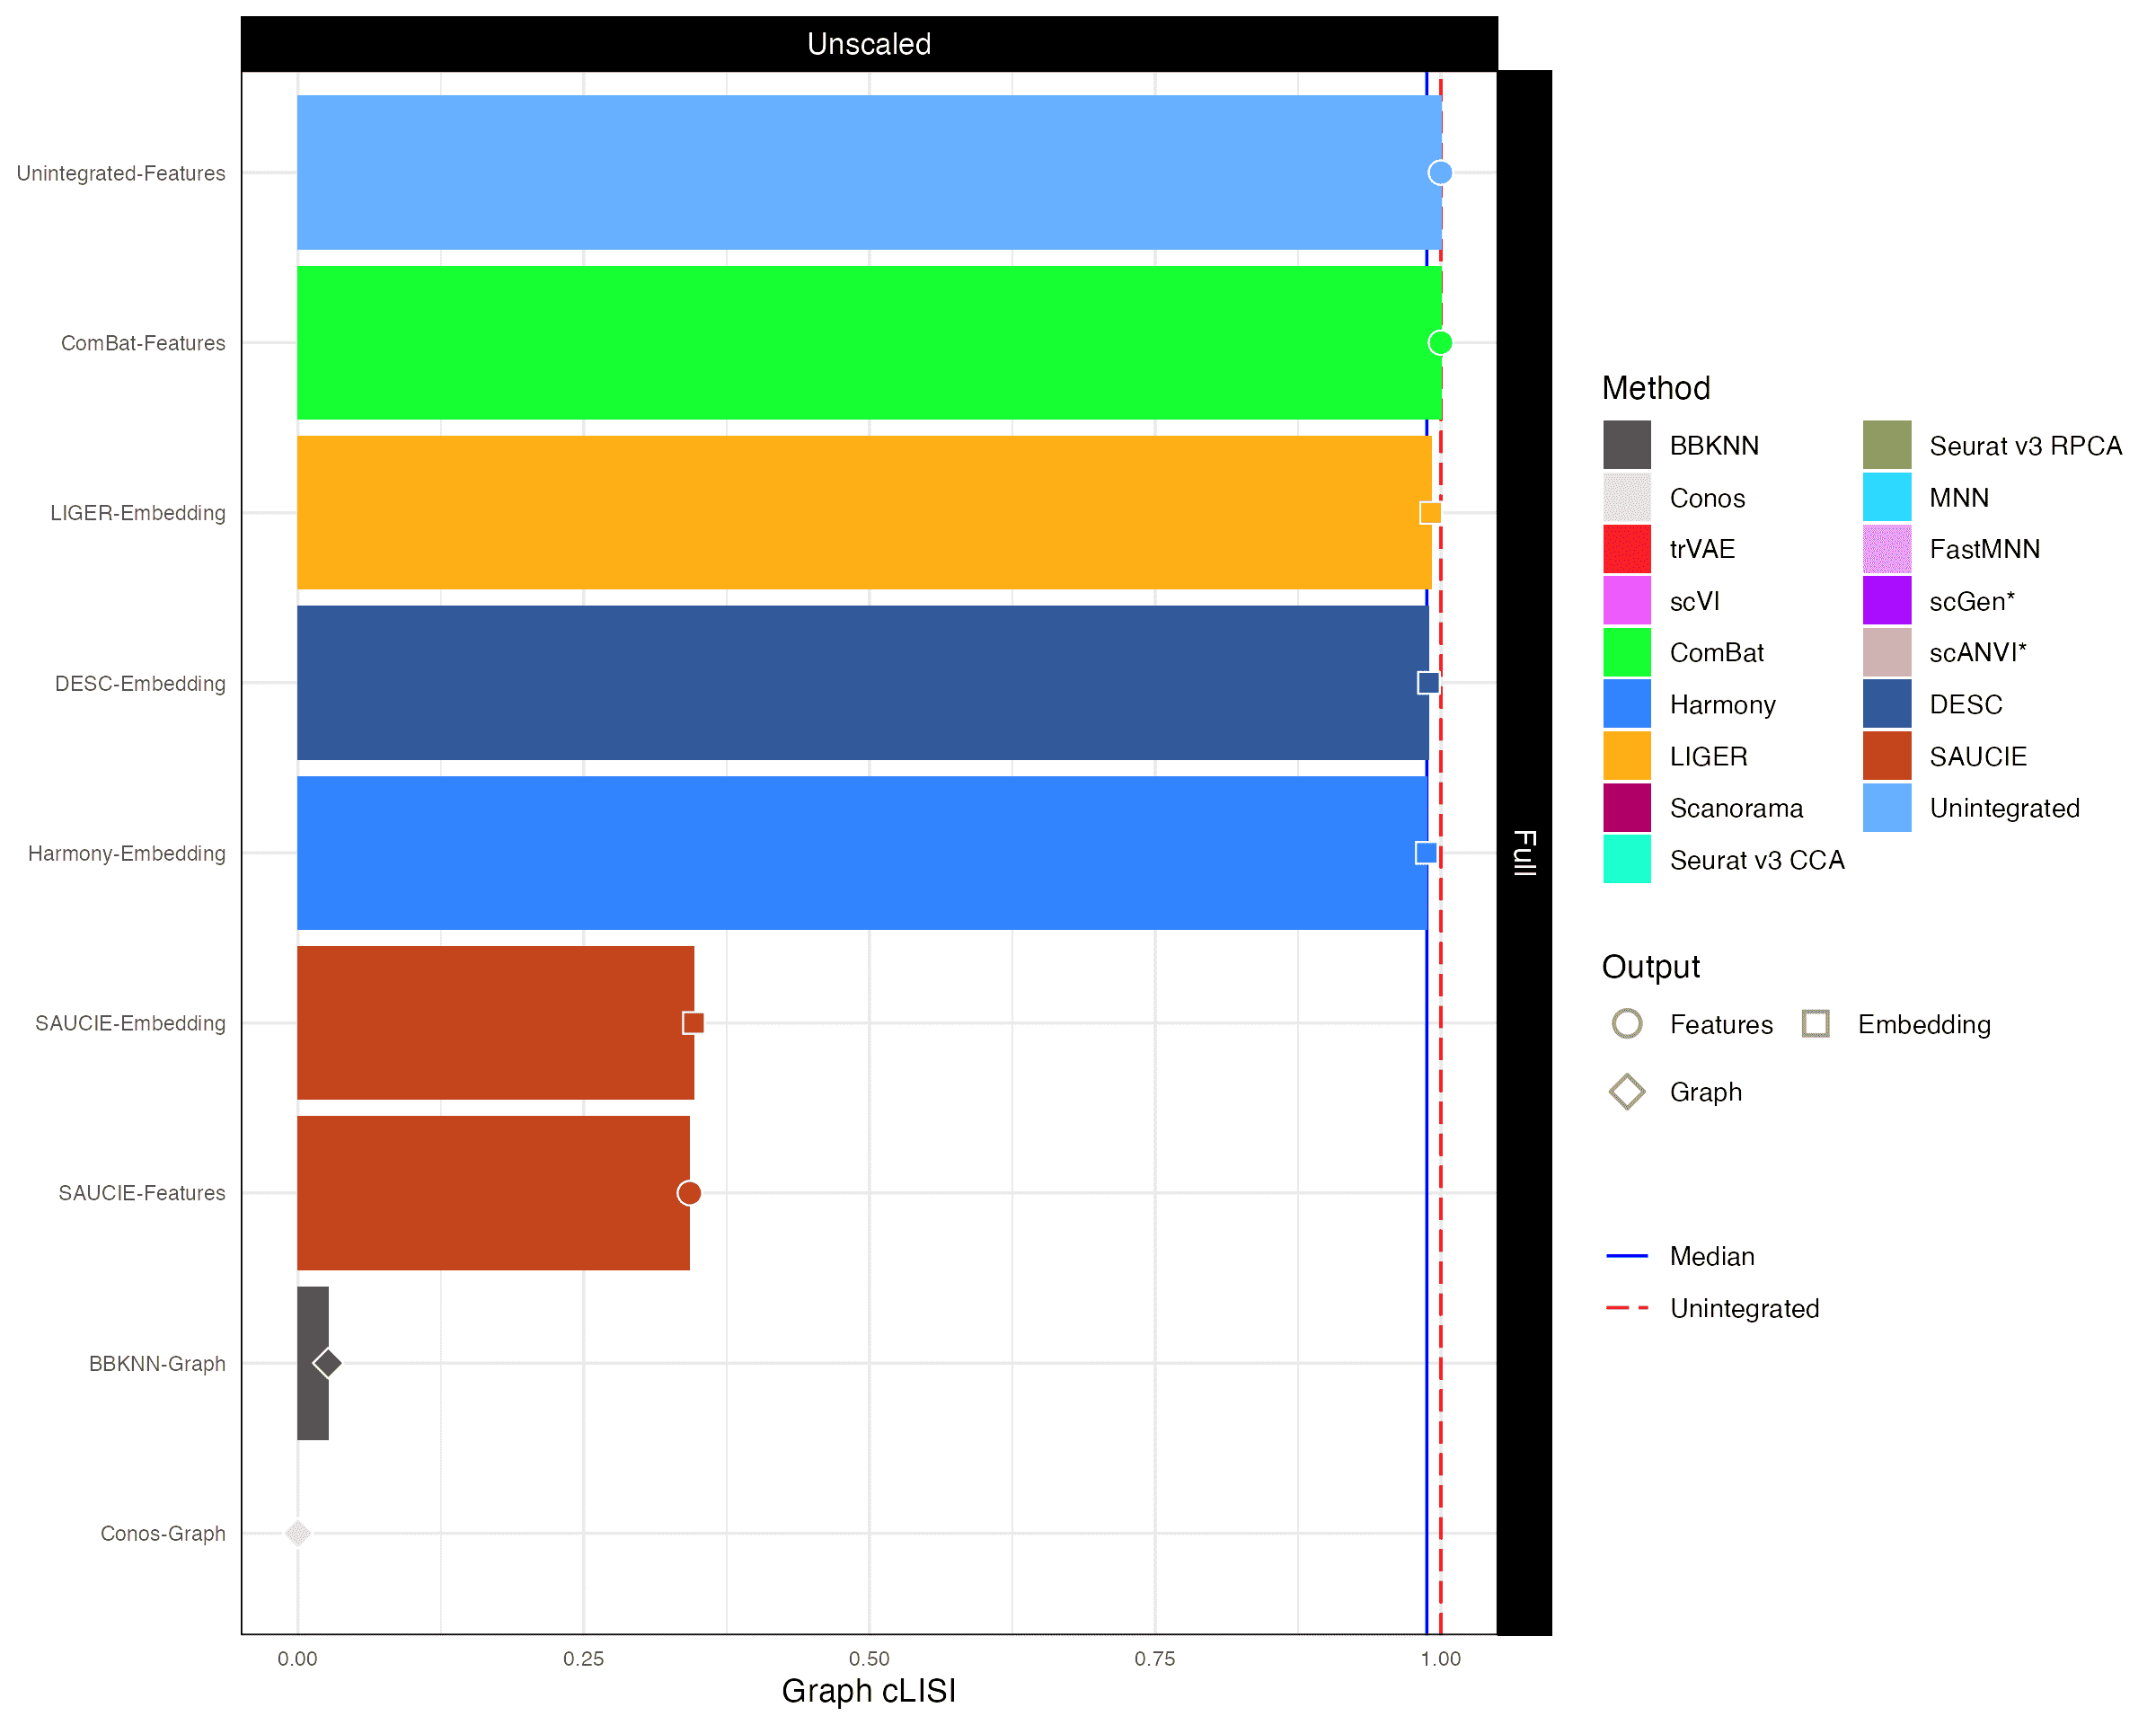 Unscaled
Unintegrated-Features
ComBat-Features
LIGER-Embedding
DESC-Embedding
Harmony-Embedding
SAUCIE-Embedding
SAUCIE-Features
BBKNN-Graph
Conos-Graph
0.00 0.25 0.50 0.75 1.00
Graph cLISI
Full
Method
BBKNN
Conos
trVAE
scVI
ComBat
Harmony
LIGER
Scanorama
Seurat v3 CCA
Seurat v3 RPCA
MNN
FastMNN
scGen*
scANVI*
DESC
SAUCIE
Unintegrated
Output
Features Embedding
Graph
Median
Unintegrated